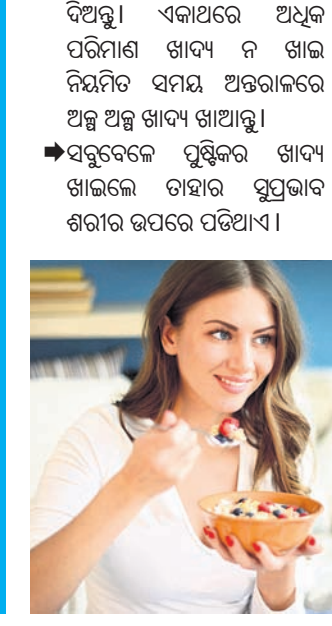 ଦିଅନ୍ତୁ। ଏକାଥରେ ଅଧିକ
ପରିମାଣ ଖାଦ୍ୟ ନ ଖାଇ
ନିୟମିତ ସମୟ ଅନ୍ତରାଳରେ
ଅଳ୍ପ ଅଳ୍ପ ଖାଦ୍ୟ ଖାଆନ୍ତୁ।
➡ସବୁବେଳେ ପୁଷ୍ଟିକର ଖାଦ୍ୟ
ଖାଇଲେ ତାହାର ସୁପ୍ରଭାବ
ଶରୀର ଉପରେ ପଡିଥାଏ।